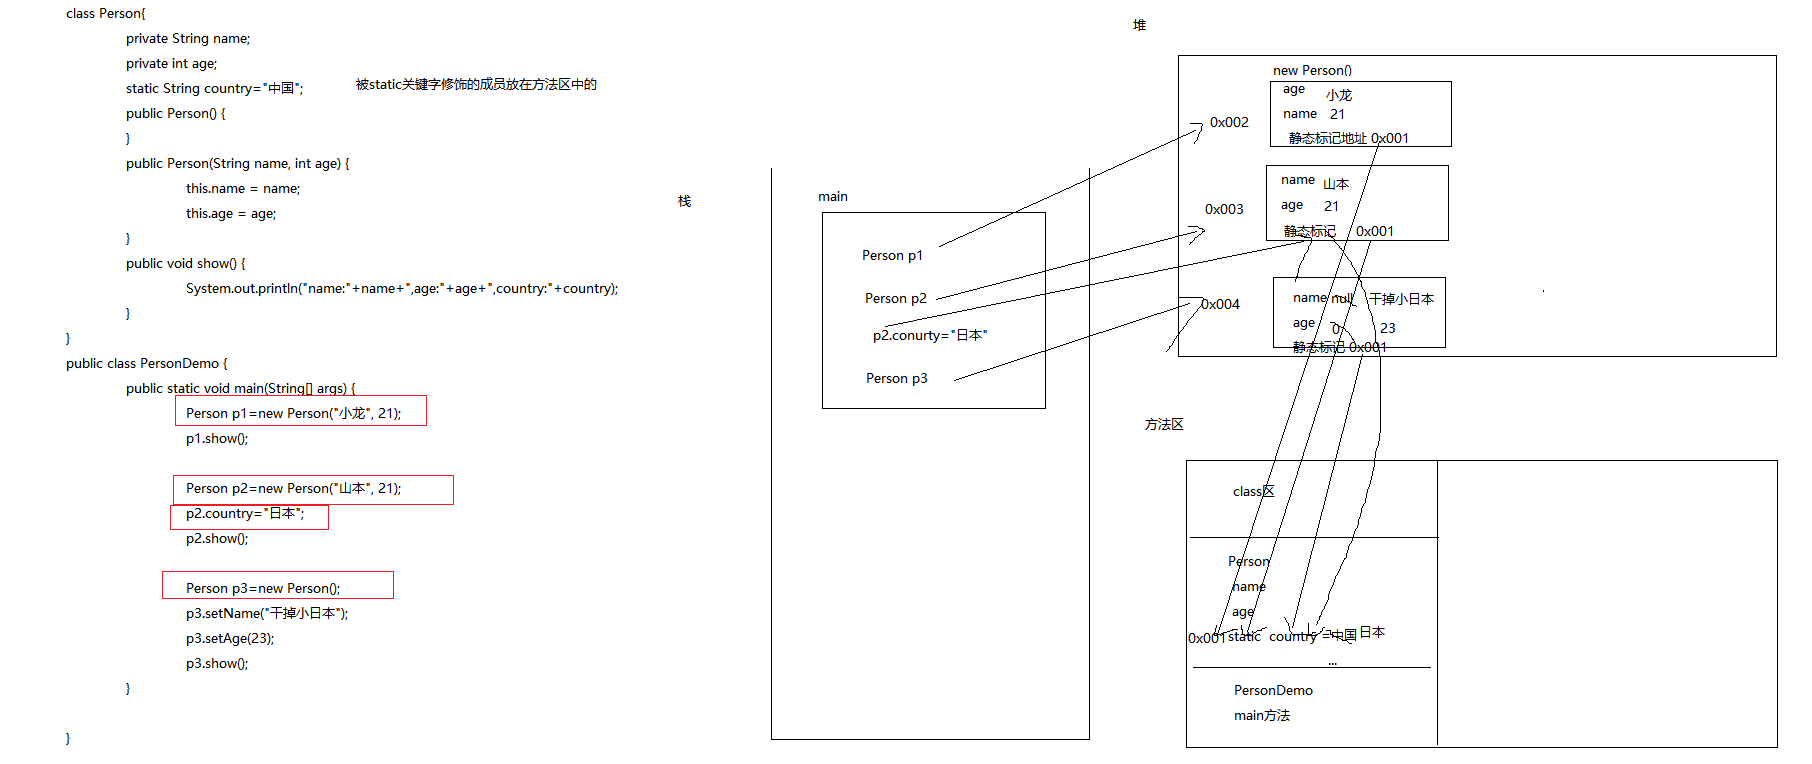 class Person{
private String name;
private int age;
static String country="中国";
被static关键字修饰的成员放在方法区中的
public Person() {
}
public Person(String name, int age) {
this.name = name;
this.age = age;
}
public void show() {
System.out.println("name:"+name+",age:"+age+",country:"+country);
}
}
public class PersonDemo {
public static void main(String[] args) {
Person p1=new Person("小龙", 21);
p1.show();
Person p2=new Person("山本", 21);
p2.country="日本";
p2.show();
Person p3=new Person();
p3.setName("干掉小日本");
p3.setAge(23);
p3.show();
}
}
栈
main
Person p1
Person p2
p2.conurty="日本"
Person p3
堆
new Person()
0x002
age 小龙
name 21
静态标记地址 0x001
0x003
name 山本
age 21
静态标记 0x001
0x004
name null 干掉小日本
age 0 23
静态标记 0x001
方法区
class区
Person
name
age
0x001 static country =中国 日本
...
PersonDemo
main方法